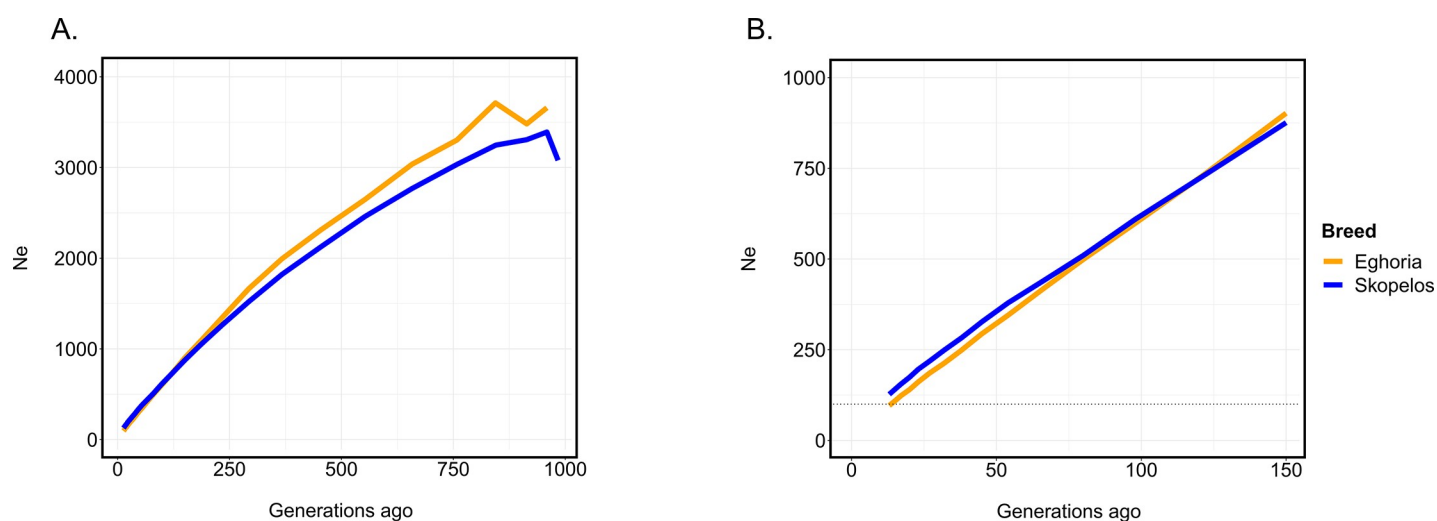 A.
4000
3000
2000
1000
0
Ne
0 250 500 750 1000
Generations ago
B.
1000
750
500
250
0
Ne
0 50 100 150
Generations ago
Breed
Eghoria
Skopelos